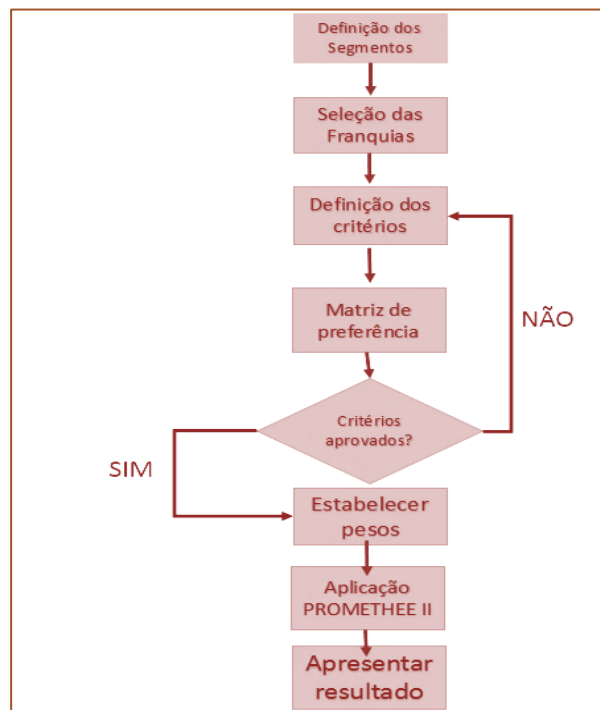 Definição dos
Segmentos
Seleção das
Franquias
Definição dos
critérios
Matriz de
preferência
NÃO
Critérios
aprovados?
SIM
Estabelecer
pesos
Aplicação
PROMETHEE II
Apresentar
resultado